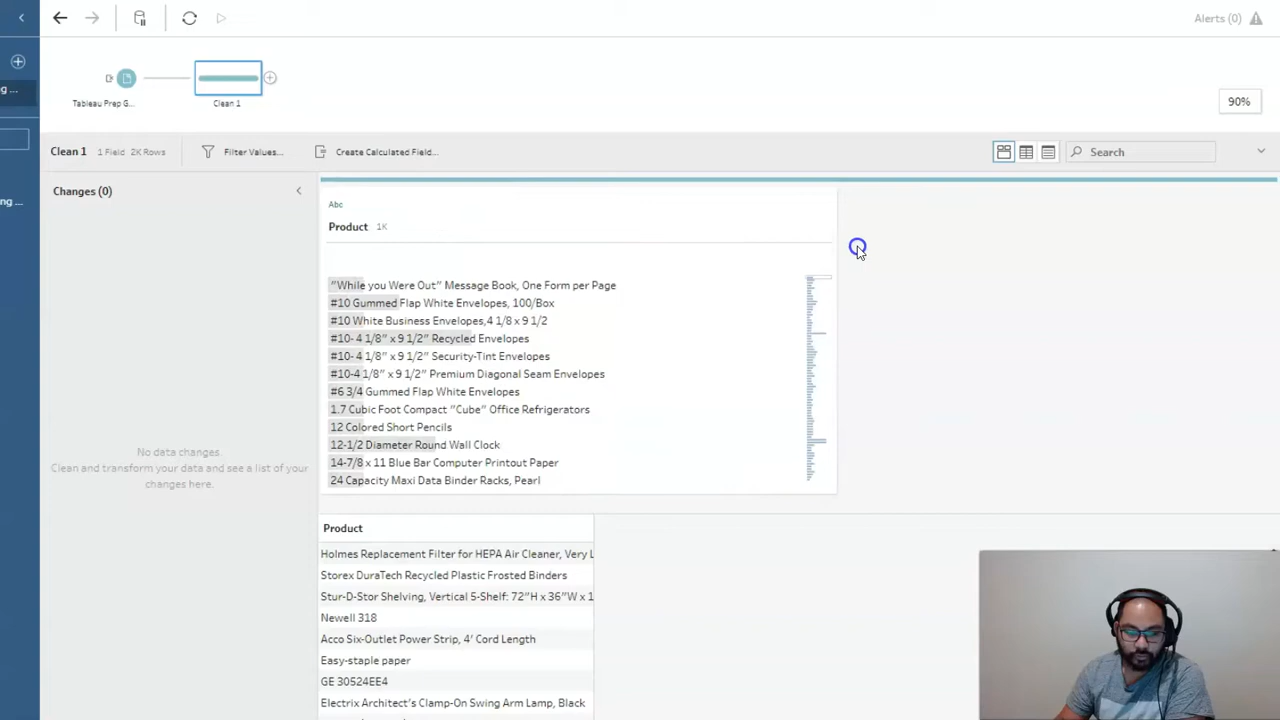 Alerts (0)
g ...
Tableau Prep G...
Clean 1
90%
Clean 1
1 Field 2K Rows
Filter Values...
Create Calculated Field...
Search
Changes (0)
ng ...
Abc
Product 1K
"While you Were Out" Message Book, One Form per Page
#10 Gummed Flap White Envelopes, 100/Box
#10 White Business Envelopes,4 1/8 x 9 1/2
#10-4 1/8" x 9 1/2" Recycled Envelopes
#10-4 1/8" x 9 1/2" Security-Tint Envelopes
#10-4 1/8" x 9 1/2" Premium Diagonal Seam Envelopes
#6 3/4 Gummed Flap White Envelopes
1.7 Cubic Foot Compact "Cube" Office Refrigerators
12 Colored Short Pencils
12-1/2 Diameter Round Wall Clock
14-7/8 x 11 Blue Bar Computer Printout Paper
24 Capacity Maxi Data Binder Racks, Pearl
No data changes.
Clean and transform your data and see a list of your
changes here.
Product
Holmes Replacement Filter for HEPA Air Cleaner, Very L
Storex DuraTech Recycled Plastic Frosted Binders
Stur-D-Stor Shelving, Vertical 5-Shelf: 72"H x 36"W x 1
Newell 318
Acco Six-Outlet Power Strip, 4' Cord Length
Easy-staple paper
GE 30524EE4
Electrix Architect's Clamp-On Swing Arm Lamp, Black